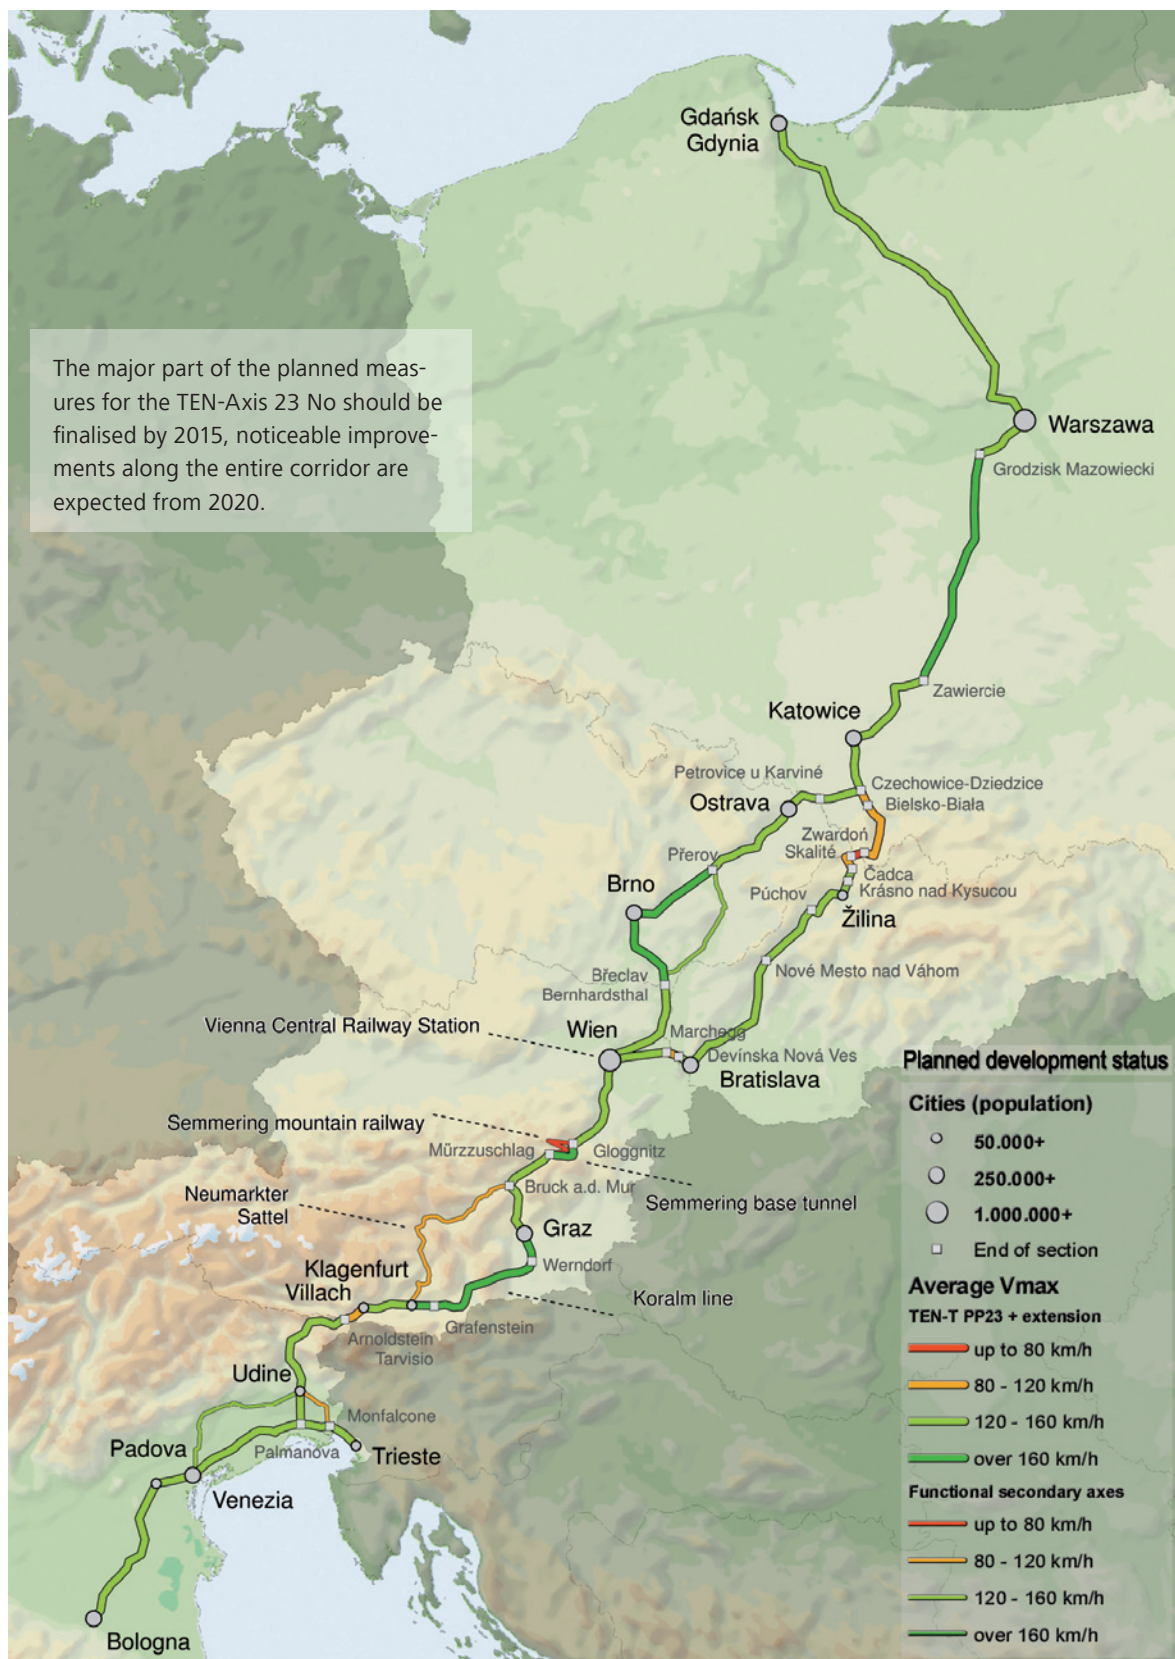 Gdańsk
Gdynia
The major part of the planned meas-
ures for the TEN-Axis 23 No should be
finalised by 2015, noticeable improve-
ments along the entire corridor are
expected from 2020.
Warszawa
Grodzisk Mazowiecki
Zawiercie
Katowice
Petrovice u Karviné
Czechowice-Dziedzice
Ostrava
Bielsko-Biała
Zwardoń
Skalité
Přerov
Čadca
Brno
Púchov
Krásno nad Kysucou
Žilina
Břeclav
Bernhardsthal
Nové Mesto nad Váhom
Vienna Central Railway Station
Wien
Marchegg
Devínska Nová Ves
Bratislava
Semmering mountain railway
Mürzzuschlag
Gloggnitz
Neumarkter
Sattel
Bruck a.d. Mur
Semmering base tunnel
Graz
Klagenfurt
Villach
Werndorf
Koralm line
Grafenstein
Arnoldstein
Tarvisio
Udine
Monfalcone
Padova
Palmanova
Trieste
Venezia
Bologna
Planned development status
Cities (population)
50.000+
250.000+
1.000.000+
End of section
Average Vmax
TEN-T PP23 + extension
up to 80 km/h
80 - 120 km/h
120 - 160 km/h
over 160 km/h
Functional secondary axes
up to 80 km/h
80 - 120 km/h
120 - 160 km/h
over 160 km/h